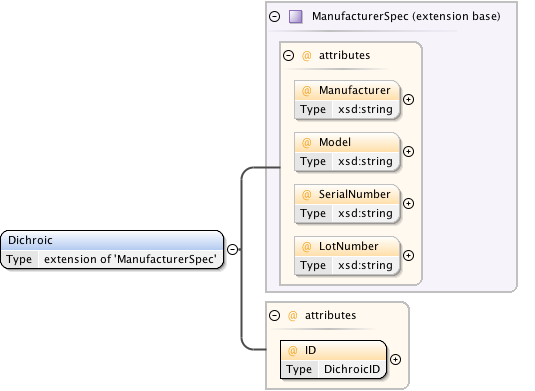 ManufacturerSpec (extension base)
@ attributes
@ Manufacturer
Type xsd:string
@ Model
Type xsd:string
@ SerialNumber
Type xsd:string
@ LotNumber
Type xsd:string
Dichroic
Type extension of 'ManufacturerSpec'
@ attributes
@ ID
Type DichroicID